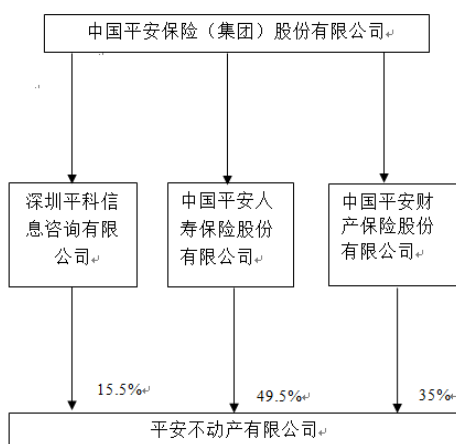 中国平安保险（集团）股份有限公司
深圳平科信
息咨询有限
公司
中国平安人
寿保险股份
有限公司
中国平安财
产保险股份
有限公司
15.5%
49.5%
35%
平安不动产有限公司